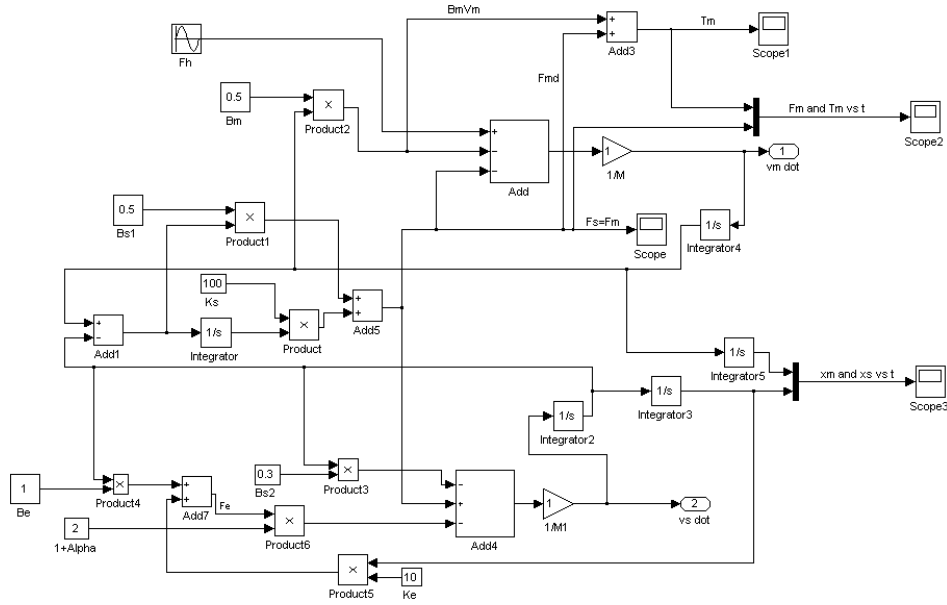 BmVm
Tm
Fh
Add3
Scope1
Fmd
0.5
Bm
Product2
Fm and Tm vs t
Scope2
Add
1
1/M
1
vm dot
0.5
Bs1
Product1
Fs=Fm
Scope
1/s
Integrator4
100
Ks
Add5
Add1
1/s
Integrator
Product
1/s
Integrator5
xm and xs vs t
Scope3
1/s
Integrator3
1/s
Integrator2
1
Be
Product4
Add7
Fe
0.3
Bs2
Product3
2
1+Alpha
Product6
Add4
1
1/M1
2
vs dot
Product5
10
Ke